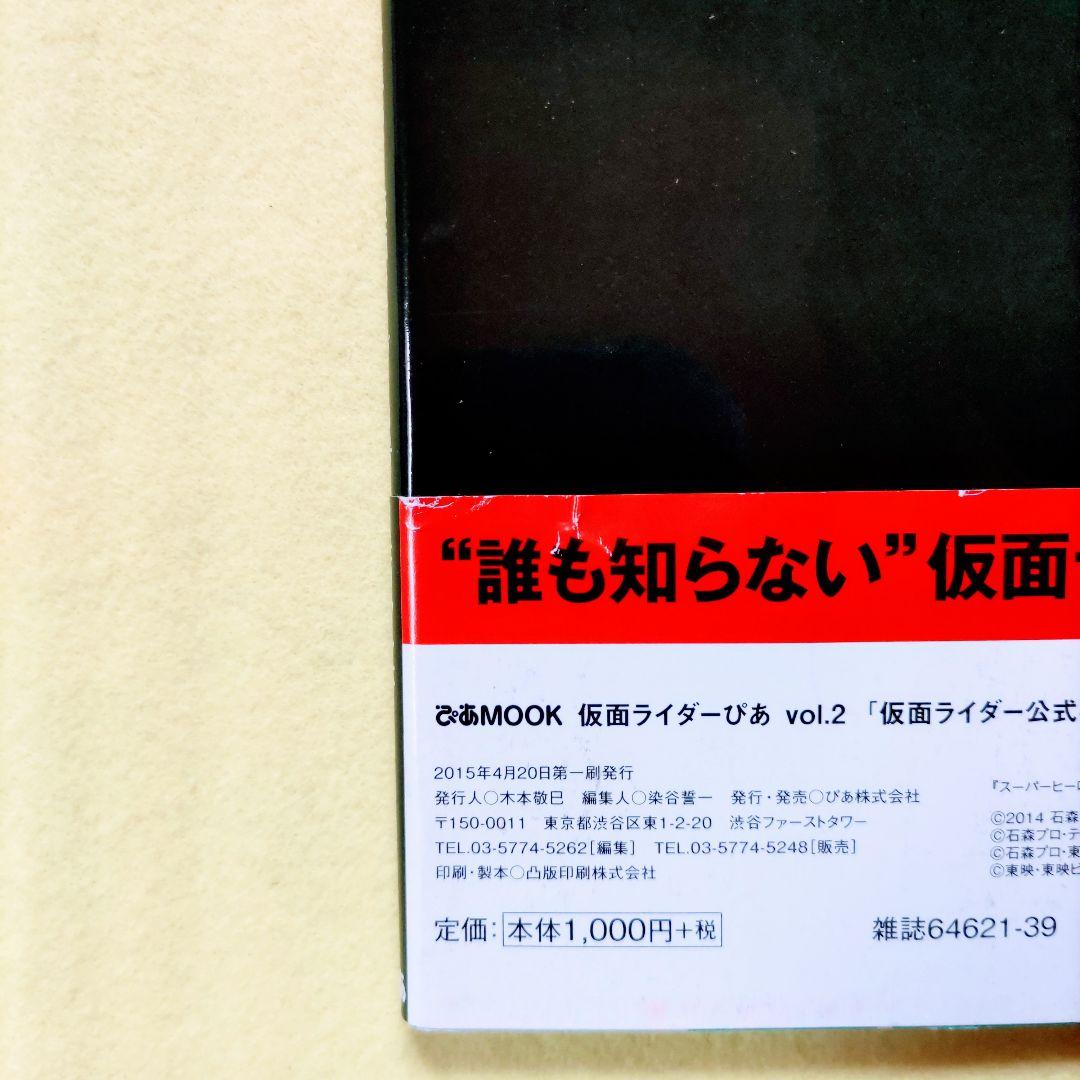 “誰も知らない”仮面
ぴあMOOK 仮面ライダーぴあ vol.2 「仮面ライダー公式
2015年4月20日第一刷発行
発行人○木本敬巳 編集人○染谷誓一 発行・発売○ぴあ株式会社
〒150-0011 東京都渋谷区東1-2-20 渋谷ファーストタワー
TEL.03-5774-5262[編集] TEL.03-5774-5248[販売]
印刷・製本○凸版印刷株式会社
『スーパーヒーロ
©2014 石森
©石森プロ・テ
©石森プロ・東
©東映・東映ビ
定価：本体1,000円+税
雑誌64621-39